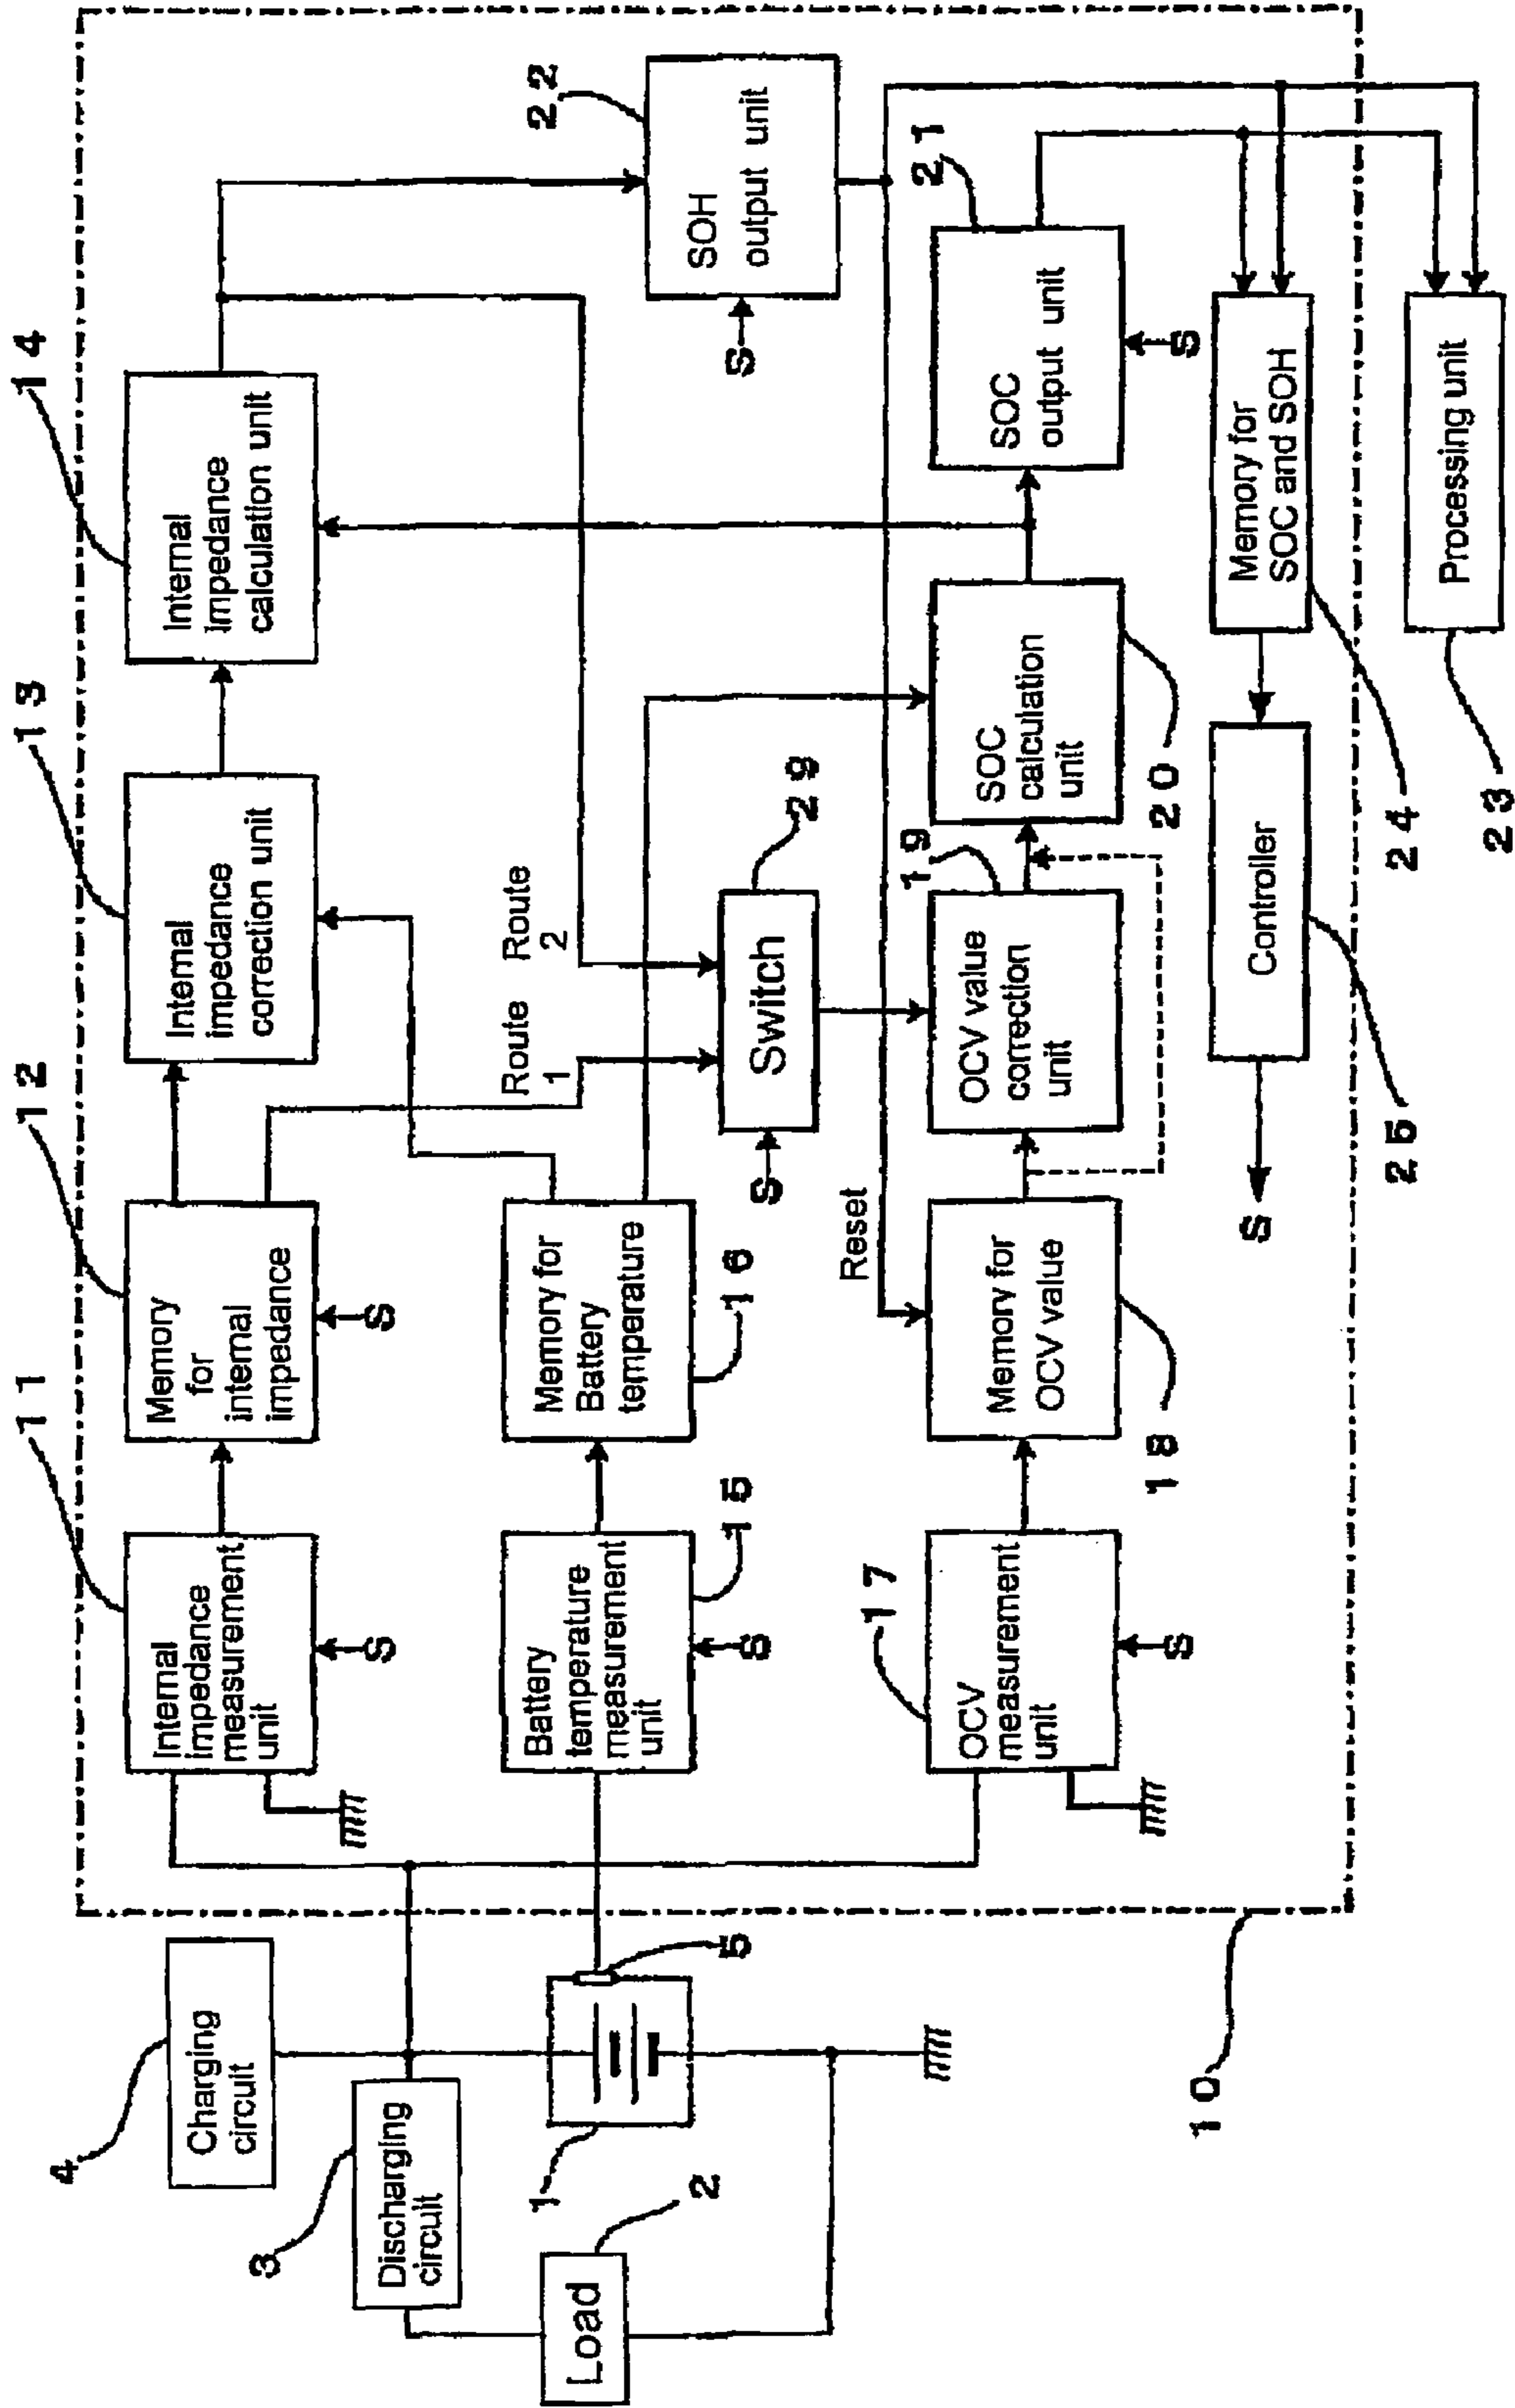 4
Charging
circuit
3
Discharging
circuit
2
Load
1
5
10
11
Internal
impedance
measurement
unit
S
12
Memory
for
internal
impedance
S
13
Internal
impedance
correction unit
14
Internal
impedance
calculation unit
15
Battery
temperature
measurement
unit
S
16
Memory for
Battery
temperature
Route
1
Route
2
29
Switch
S
22
SOH
output unit
S
17
OCV
measurement
unit
S
Reset
18
Memory for
OCV value
19
OCV value
correction
unit
20
SOC
calculation
unit
21
SOC
output unit
S
24
Memory for
SOC and SOH
25
Controller
S
23
Processing unit